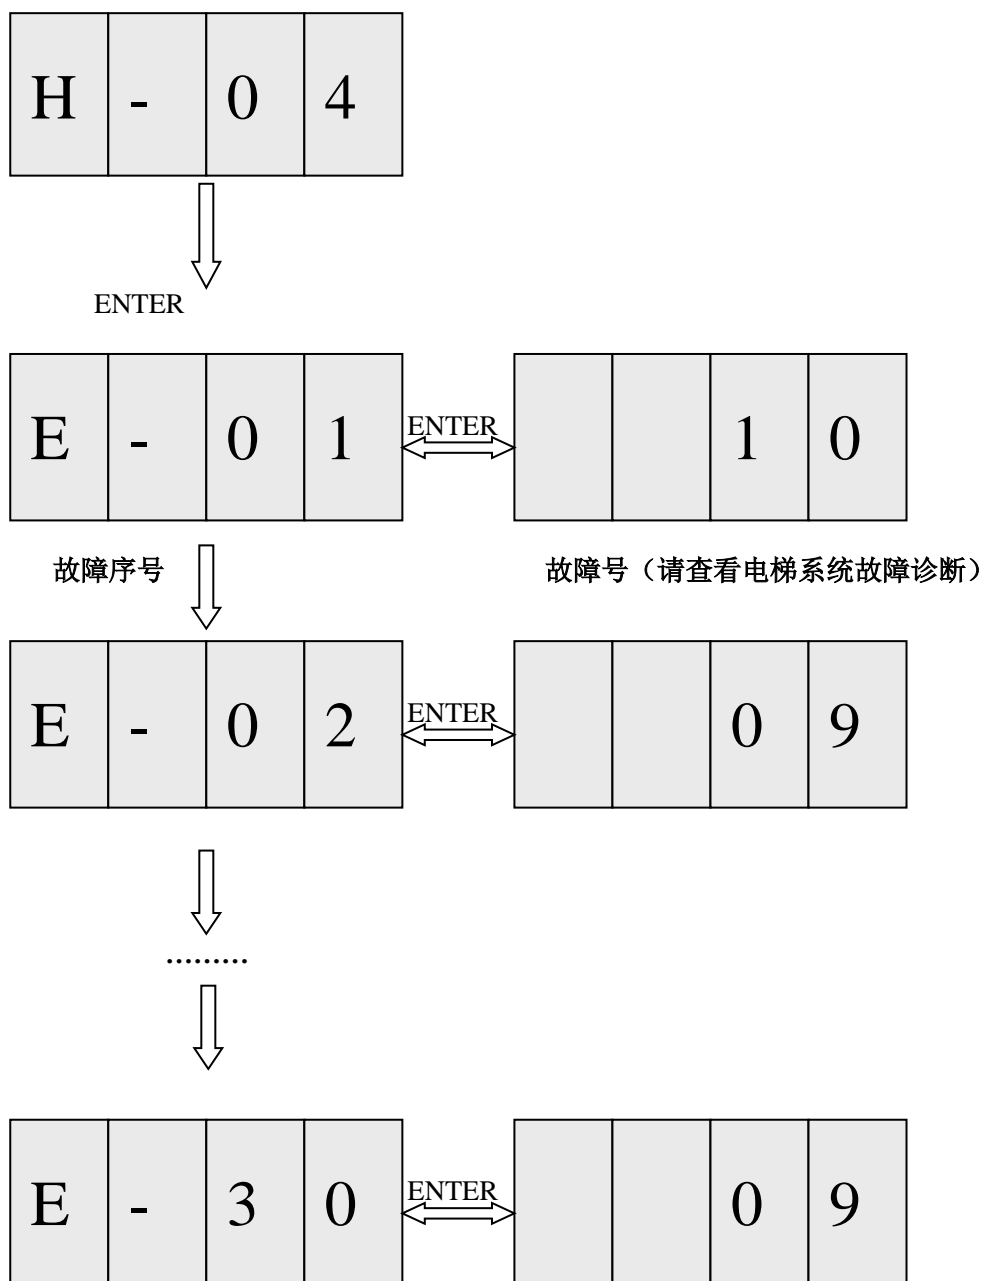 H - 0 4
ENTER
E - 0 1 ENTER 1 0
故障序号 故障号（请查看电梯系统故障诊断）
E - 0 2 ENTER 0 9
.........
E - 3 0 ENTER 0 9